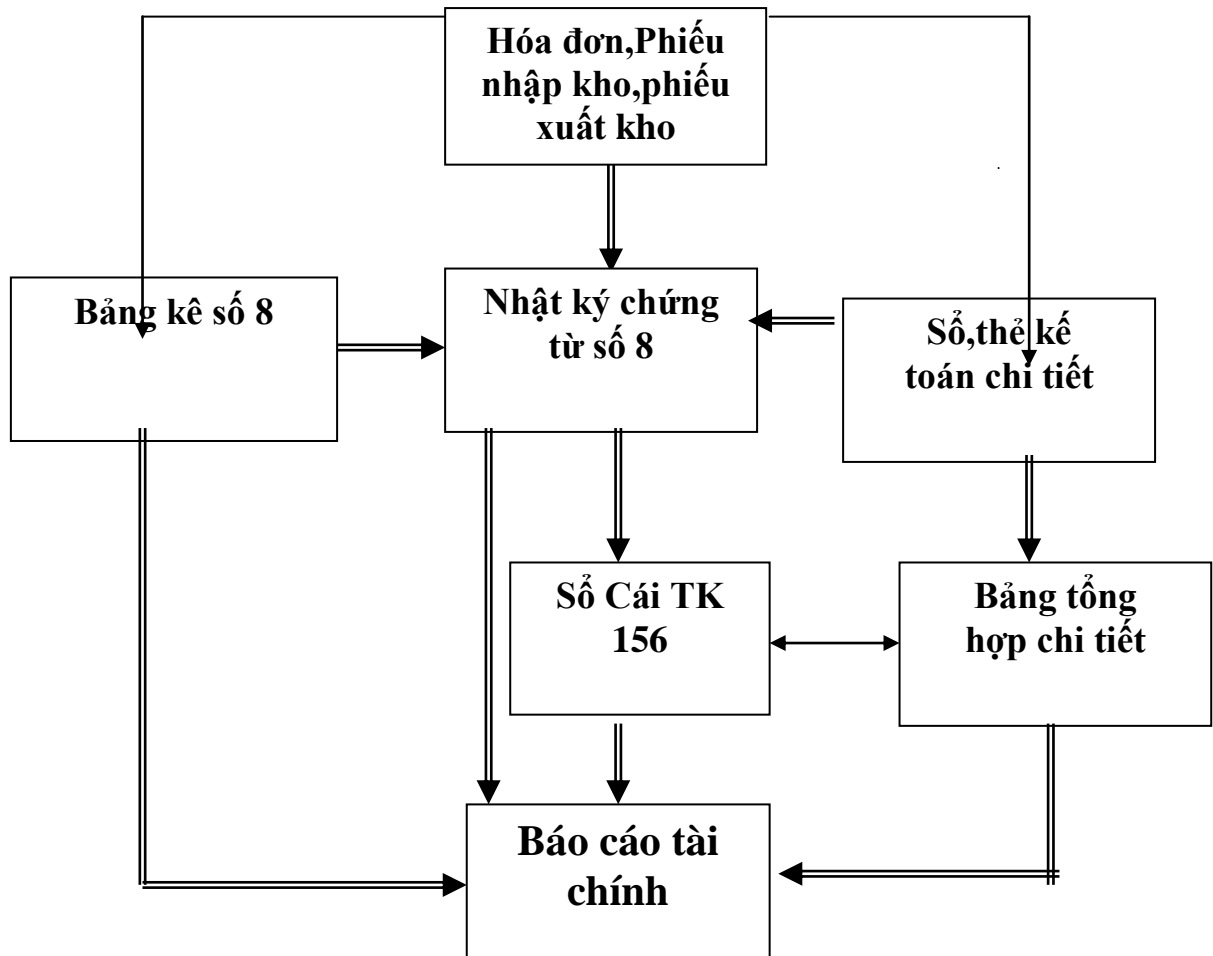 Hóa đơn,Phiếu
nhập kho,phiếu
xuất kho
Bảng kê số 8
Nhật ký chứng
từ số 8
Sổ,thẻ kế
toán chi tiết
Sổ Cái TK
156
Bảng tổng
hợp chi tiết
Báo cáo tài
chính